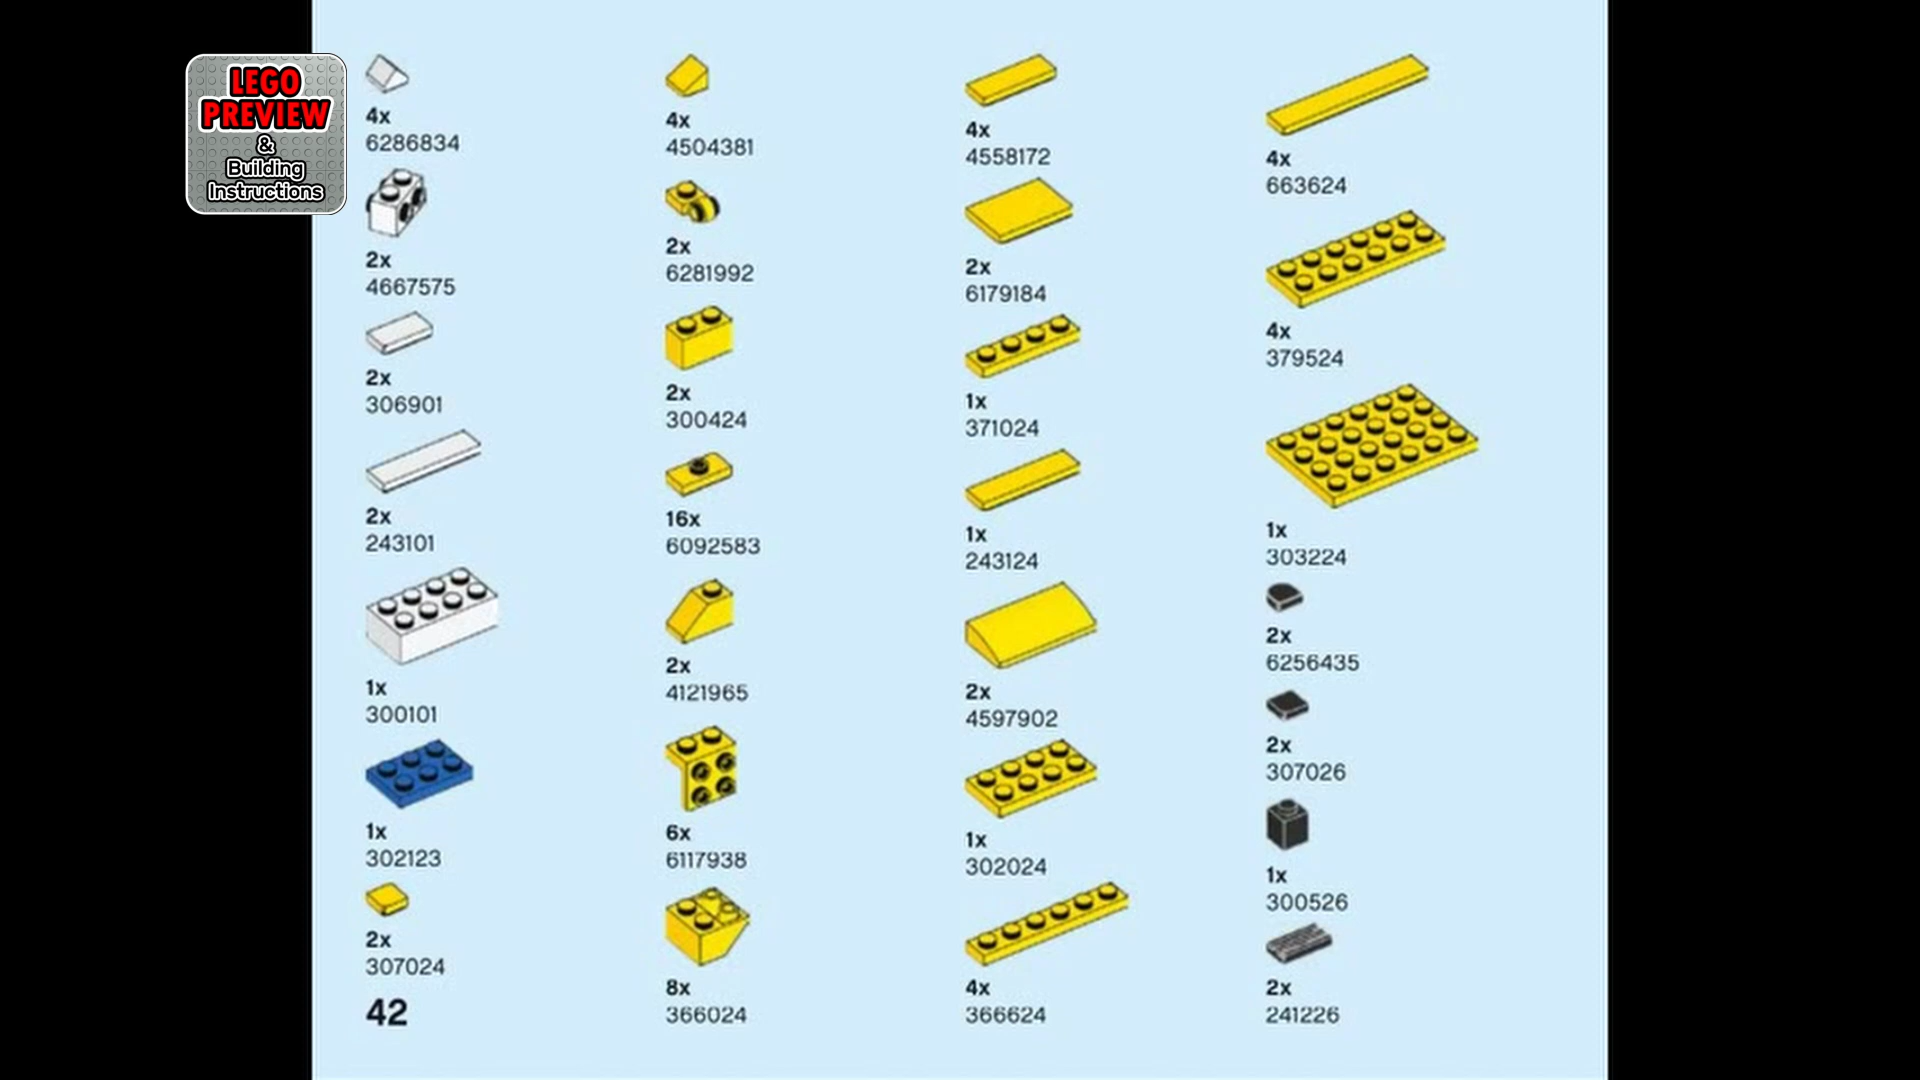 LEGO
PREVIEW
&
Building
Instructions
4x
6286834
2x
4667575
2x
306901
2x
243101
1x
300101
1x
302123
2x
307024
42
4x
4504381
2x
6281992
2x
300424
16x
6092583
2x
4121965
6x
6117938
8x
366024
4x
4558172
2x
6179184
1x
371024
1x
243124
2x
4597902
1x
302024
4x
366624
4x
663624
4x
379524
1x
303224
2x
6256435
2x
307026
1x
300526
2x
241226